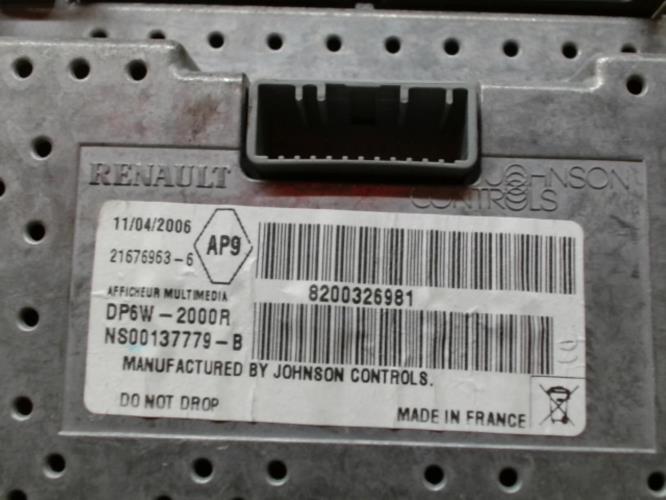 RENAULT
JOHNSON
CONTROLS
11/04/2006
AP9
21676963-6
AFFICHEUR MULTIMEDIA
8200326981
DP6W-2000R
NS00137779-B
MANUFACTURED BY JOHNSON CONTROLS.
DO NOT DROP
MADE IN FRANCE